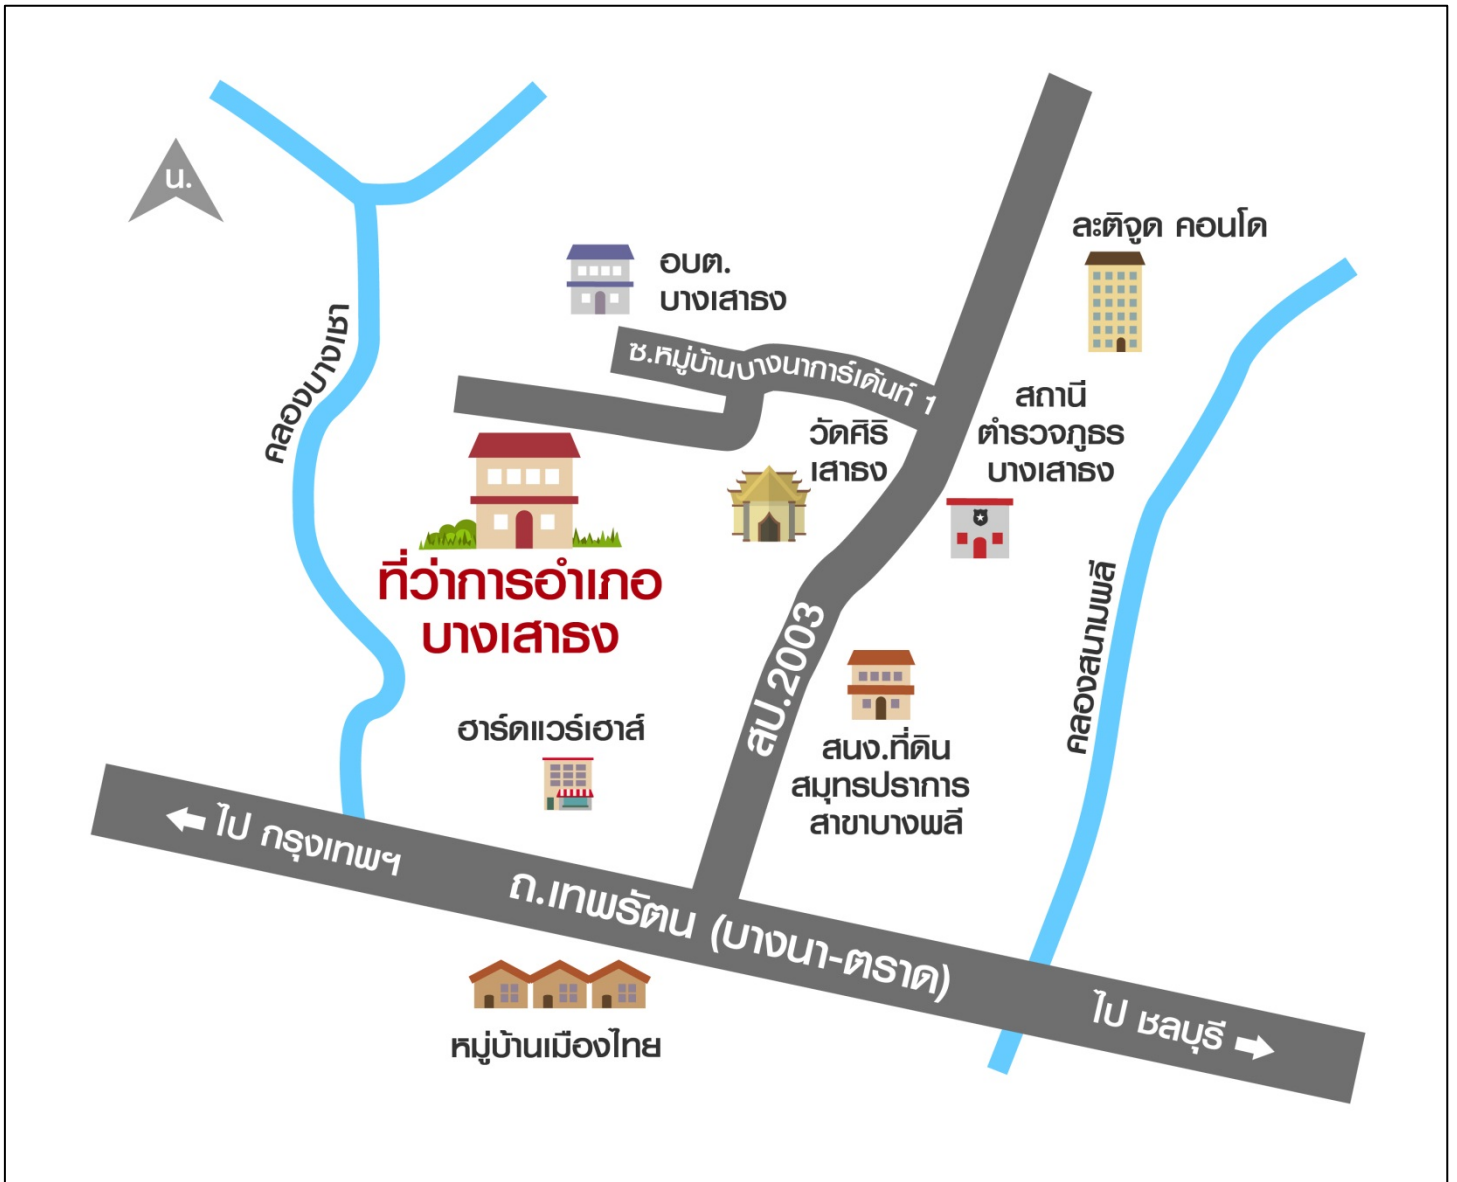 น.
ละติจูด คอนโด
อบต.
บางเสาธง
ซ.หมู่บ้านบางนาการ์เด้นท์ 1
คลองบางเซา
สถานี
ตำรวจภูธร
บางเสาธง
วัดศิริ
เสาธง
ที่ว่าการอำเภอ
บางเสาธง
สป.2003
คลองสนามพลี
ฮาร์ดแวร์เฮาส์
สนง.ที่ดิน
สมุทรปราการ
สาขาบางพลี
ไป กรุงเทพฯ
ถ.เทพรัตน (บางนา-ตราด)
ไป ชลบุรี
หมู่บ้านเมืองไทย